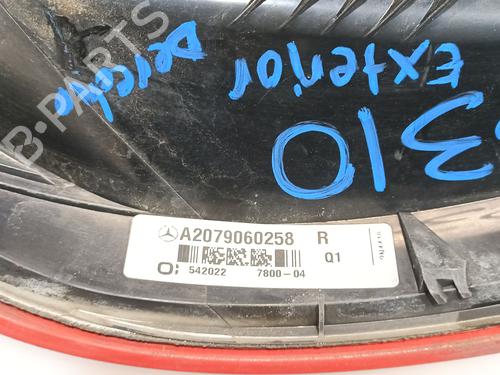 B-PARTS
Exterior
Derecho
310
A2079060258 R
Q1
O: 542022 7800-04